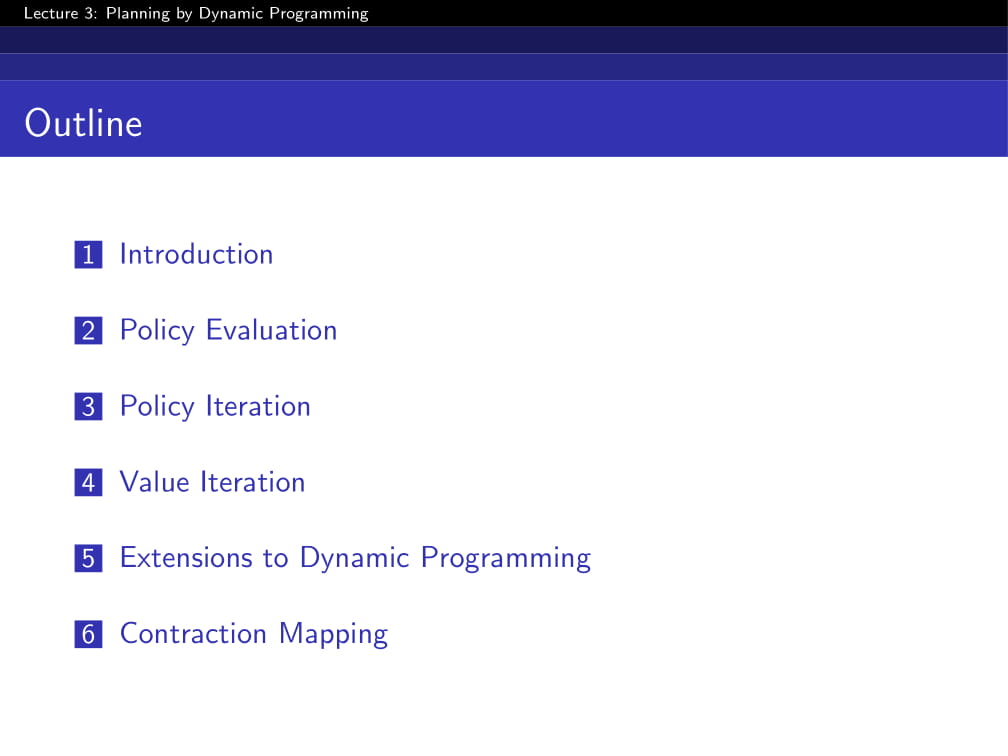 Lecture 3: Planning by Dynamic Programming
Outline
1 Introduction
2 Policy Evaluation
3 Policy Iteration
4 Value Iteration
5 Extensions to Dynamic Programming
6 Contraction Mapping